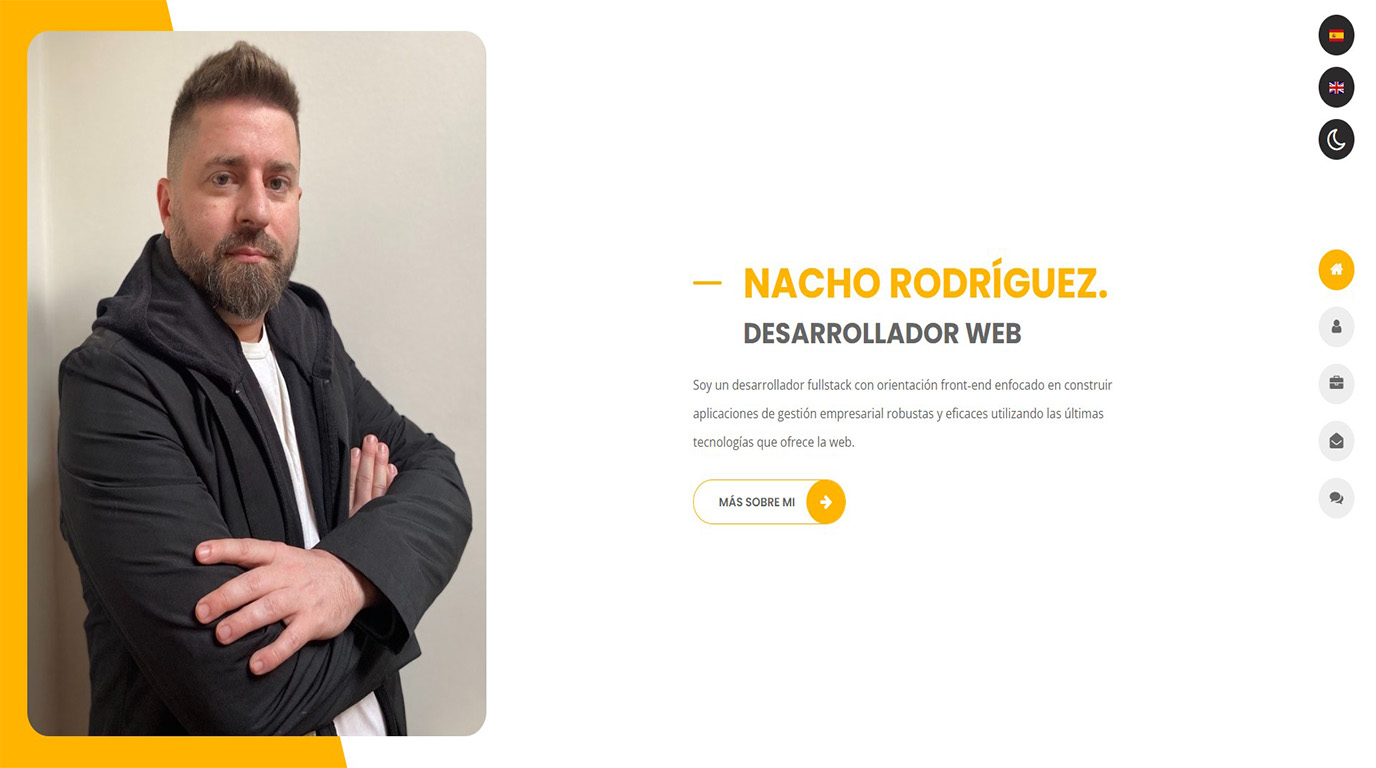 NACHO RODRÍGUEZ.
DESARROLLADOR WEB
Soy un desarrollador fullstack con orientación front-end enfocado en construir
aplicaciones de gestión empresarial robustas y eficaces utilizando las últimas
tecnologías que ofrece la web.
MÁS SOBRE MI